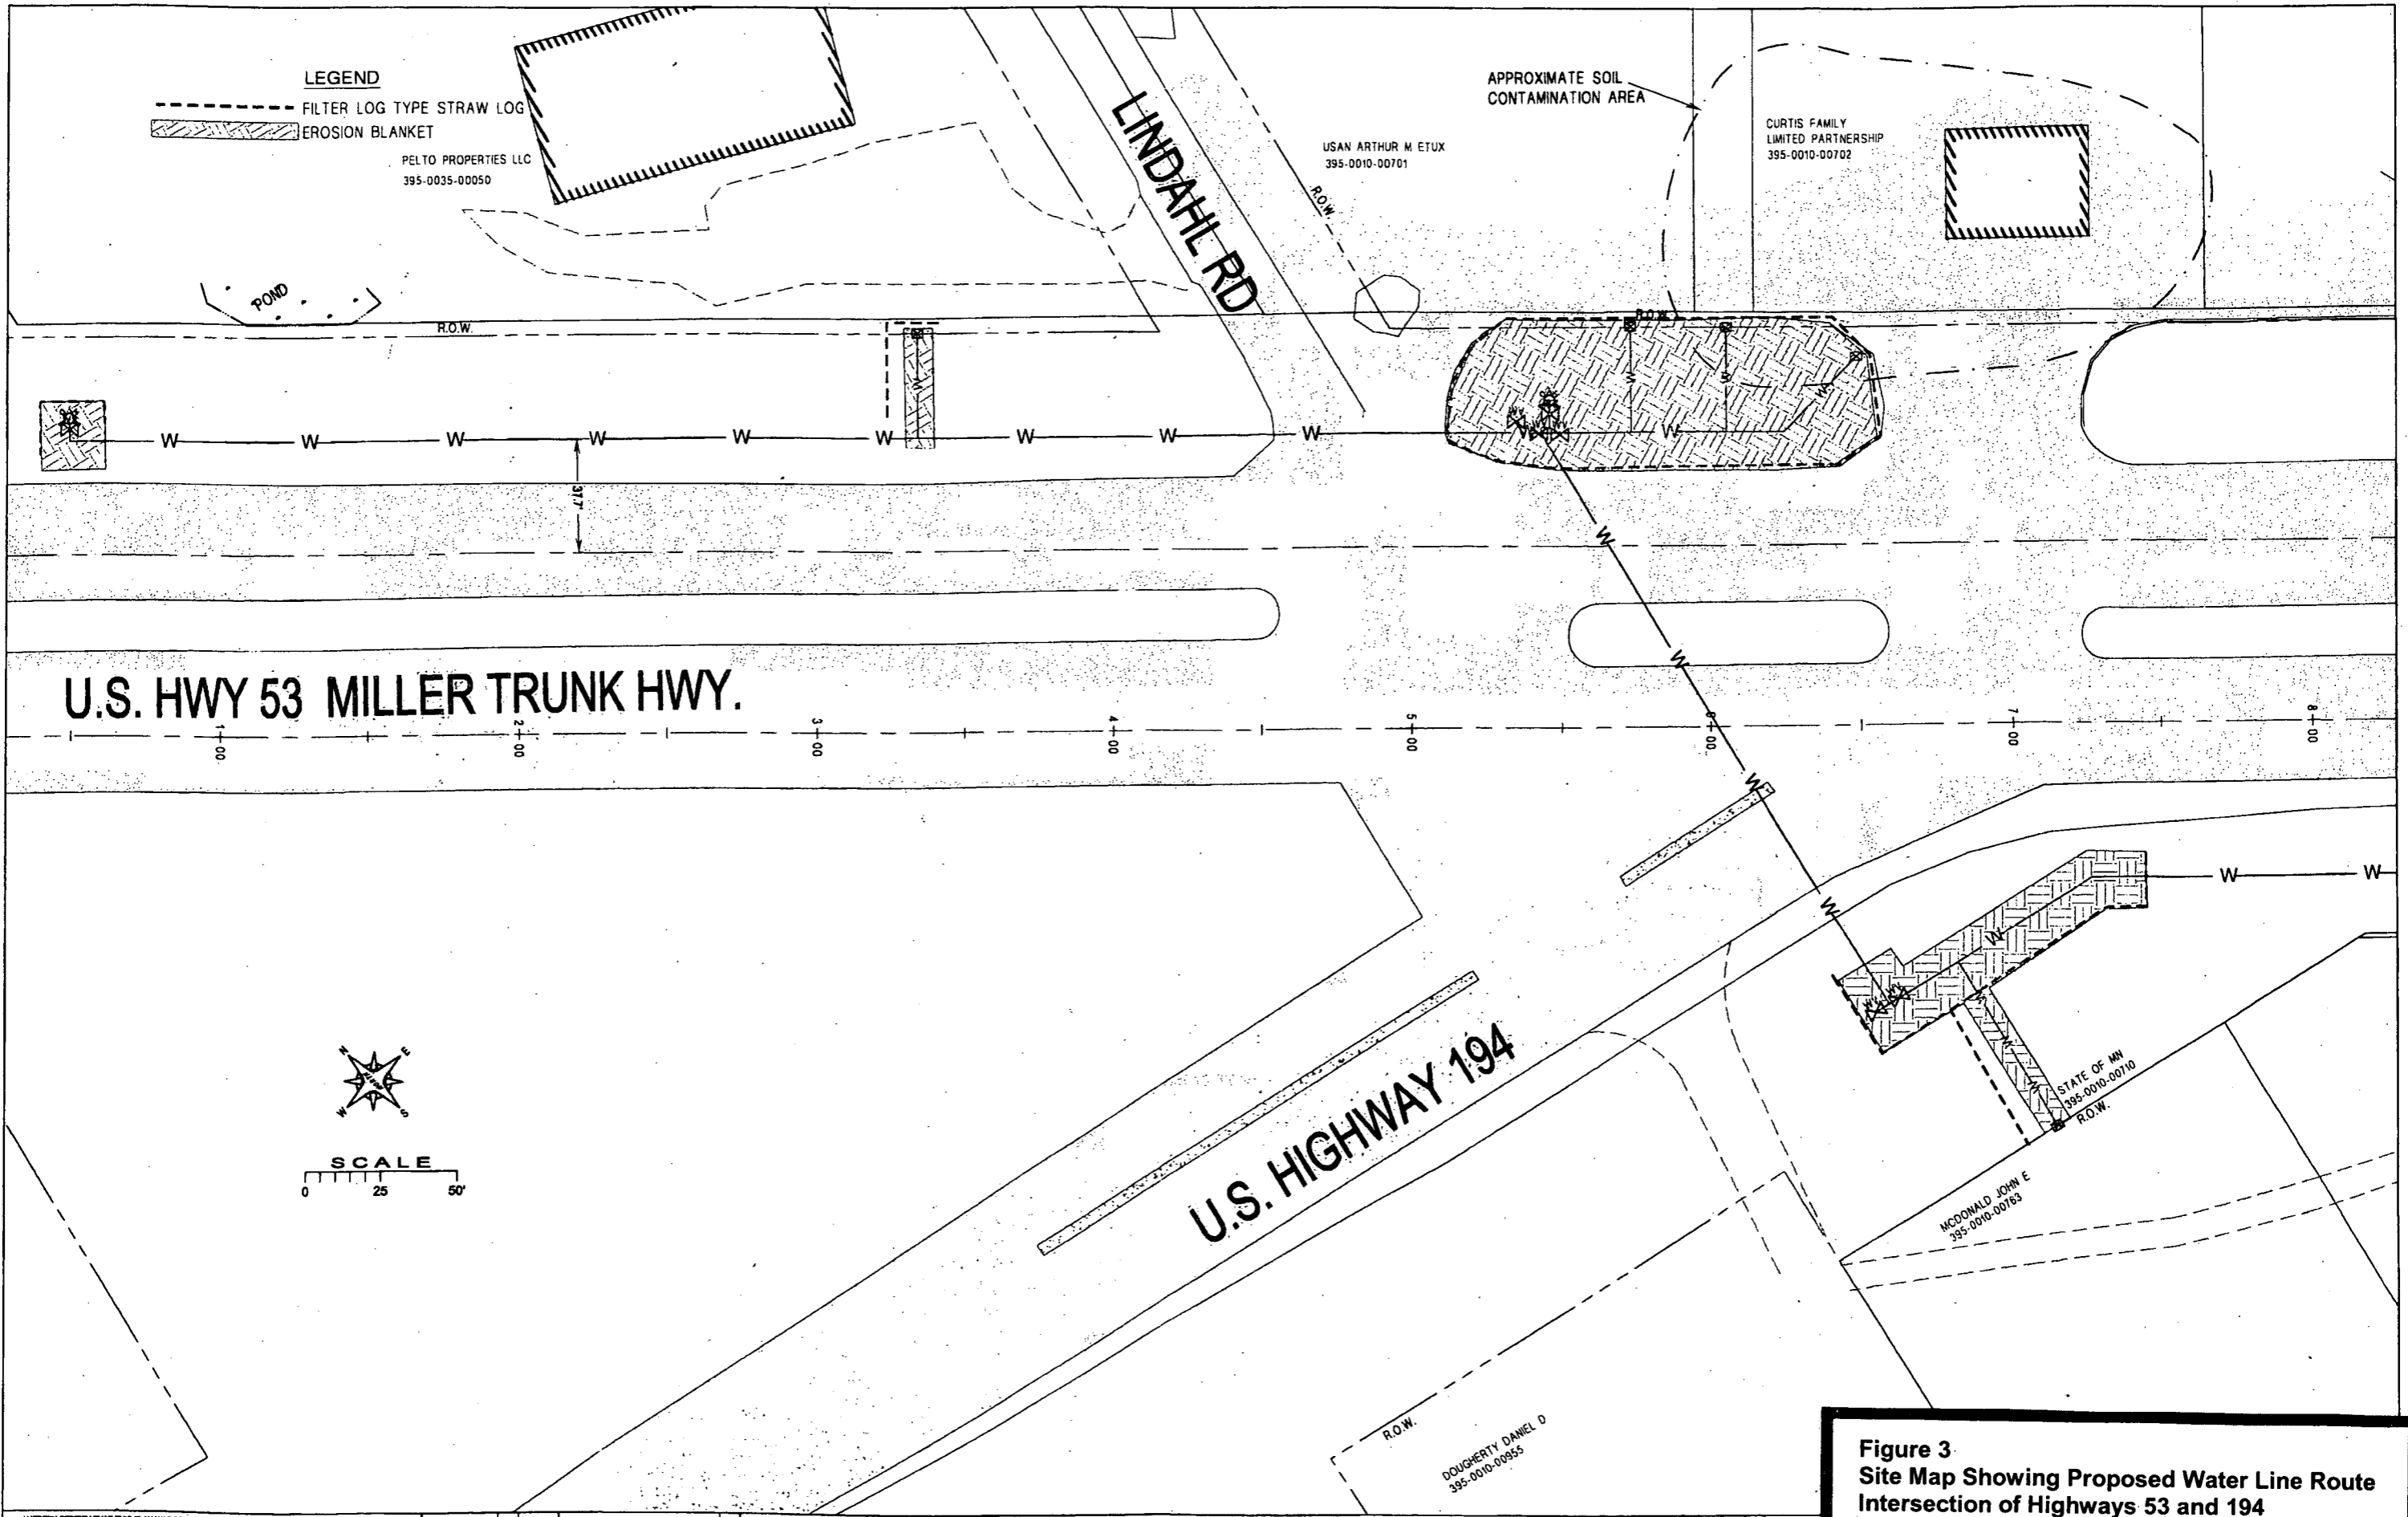 LEGEND
FILTER LOG TYPE STRAW LOG
EROSION BLANKET
PELTO PROPERTIES LLC
395-0035-00050
LINDAHL RD
USAN ARTHUR M ETUX
395-0010-00701
R.O.W.
APPROXIMATE SOIL
CONTAMINATION AREA
CURTIS FAMILY
LIMITED PARTNERSHIP
395-0010-00702
POND
R.O.W.
R.O.W.
W
W W W W W W W W W W
W W W
37.7'
W
W
U.S. HWY 53 MILLER TRUNK HWY.
1+00 2+00 3+00 4+00 5+00 6+00 7+00 8+00
W
W
W W
W
N E
W S
SCALE
0 25 50'
U.S. HIGHWAY 194
STATE OF MN
395-0010-00710
R.O.W.
MCDONALD JOHN E
395-0010-00763
R.O.W.
DOUGHERTY DANIEL D
395-0010-00955
Figure 3
Site Map Showing Proposed Water Line Route
Intersection of Highways 53 and 194